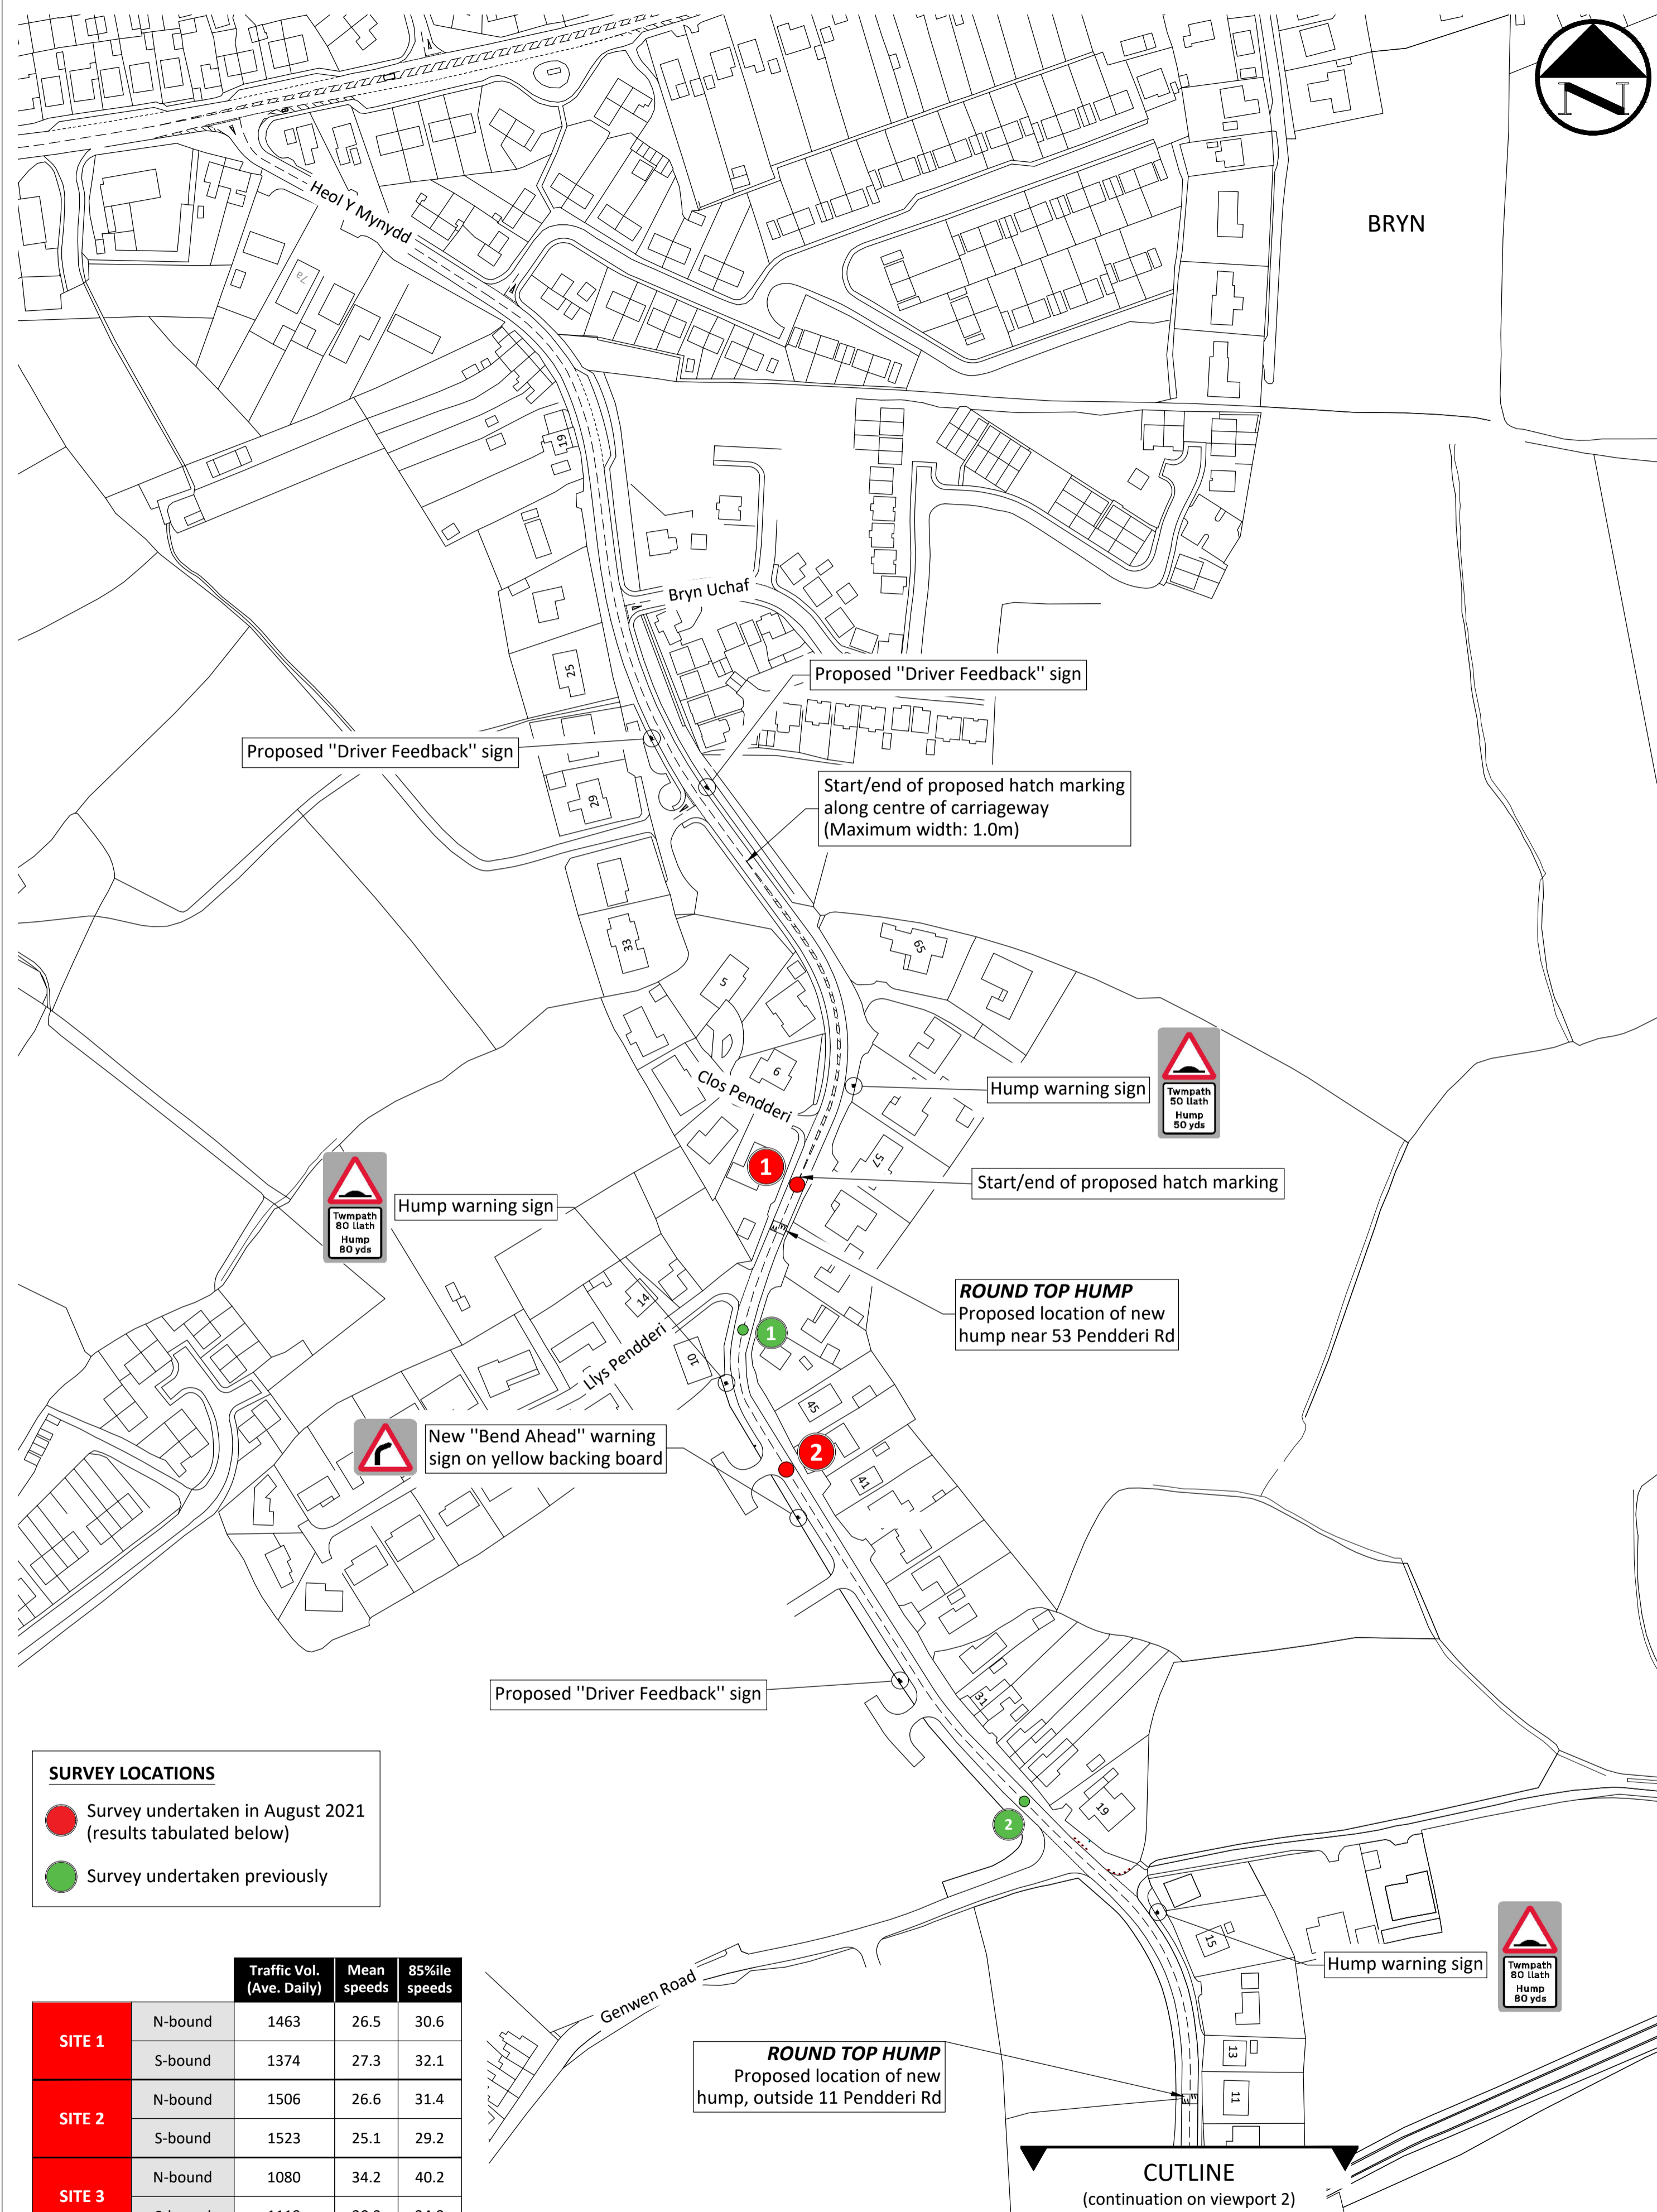 N
BRYN
Heol Y Mynydd
7a
19
Bryn Uchaf
25
Proposed "Driver Feedback" sign
Proposed "Driver Feedback" sign
29
Start/end of proposed hatch marking
along centre of carriageway
(Maximum width: 1.0m)
33
65
5
6
Clos Pendderi
Hump warning sign
Twmpath
50 llath
Hump
50 yds
57
1
Start/end of proposed hatch marking
Twmpath
80 llath
Hump
80 yds
Hump warning sign
14
ROUND TOP HUMP
Proposed location of new
hump near 53 Pendderi Rd
1
Llys Pendderi
10
45
New "Bend Ahead" warning
sign on yellow backing board
2
41
Proposed "Driver Feedback" sign
31
SURVEY LOCATIONS
Survey undertaken in August 2021
(results tabulated below)
Survey undertaken previously
2
19
15
Hump warning sign
Twmpath
80 llath
Hump
80 yds
Genwen Road
13
11
ROUND TOP HUMP
Proposed location of new
hump, outside 11 Pendderi Rd
CUTLINE
(continuation on viewport 2)
Traffic Vol. (Ave. Daily) Mean speeds 85%ile speeds
SITE 1 N-bound 1463 26.5 30.6
S-bound 1374 27.3 32.1
SITE 2 N-bound 1506 26.6 31.4
S-bound 1523 25.1 29.2
SITE 3 N-bound 1080 34.2 40.2